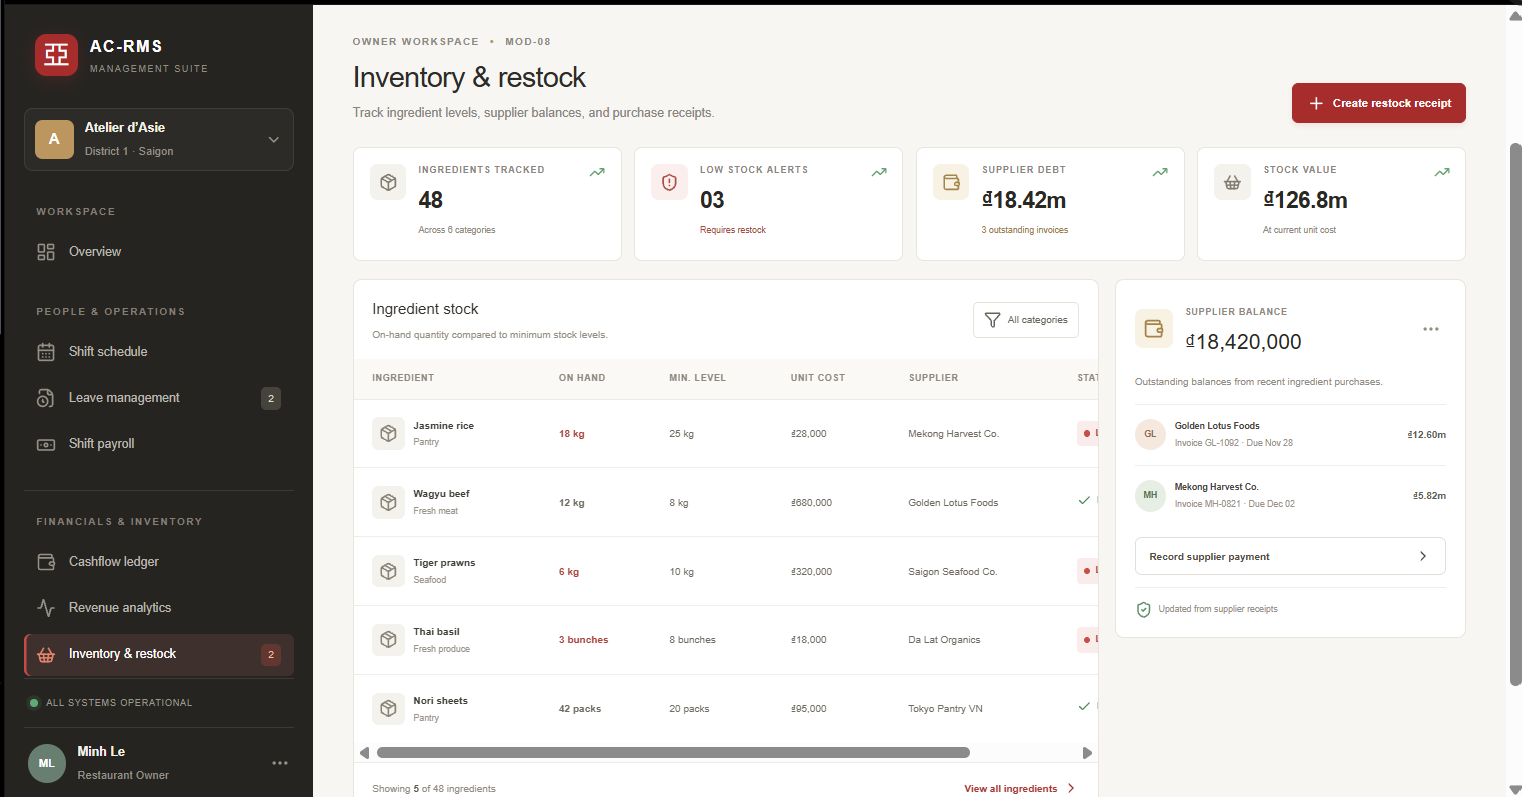 AC-RMS
MANAGEMENT SUITE
A
Atelier d'Asie
District 1 · Saigon
WORKSPACE
Overview
PEOPLE & OPERATIONS
Shift schedule
Leave management
2
Shift payroll
FINANCIALS & INVENTORY
Cashflow ledger
Revenue analytics
Inventory & restock
2
ALL SYSTEMS OPERATIONAL
ML
Minh Le
Restaurant Owner
OWNER WORKSPACE • MOD-08
Inventory & restock
Track ingredient levels, supplier balances, and purchase receipts.
Create restock receipt
INGREDIENTS TRACKED
48
Across 6 categories
LOW STOCK ALERTS
03
Requires restock
SUPPLIER DEBT
₫18.42m
3 outstanding invoices
STOCK VALUE
₫126.8m
At current unit cost
Ingredient stock
On-hand quantity compared to minimum stock levels.
All categories
INGREDIENT ON HAND MIN. LEVEL UNIT COST SUPPLIER
Jasmine rice
Pantry
18 kg 25 kg ₫28,000 Mekong Harvest Co.
Wagyu beef
Fresh meat
12 kg 8 kg ₫680,000 Golden Lotus Foods
Tiger prawns
Seafood
6 kg 10 kg ₫320,000 Saigon Seafood Co.
Thai basil
Fresh produce
3 bunches 8 bunches ₫18,000 Da Lat Organics
Nori sheets
Pantry
42 packs 20 packs ₫95,000 Tokyo Pantry VN
Showing 5 of 48 ingredients
View all ingredients
SUPPLIER BALANCE
₫18,420,000
Outstanding balances from recent ingredient purchases.
GL
Golden Lotus Foods
Invoice GL-1092 · Due Nov 28
₫12.60m
MH
Mekong Harvest Co.
Invoice MH-0821 · Due Dec 02
₫5.82m
Record supplier payment
Updated from supplier receipts